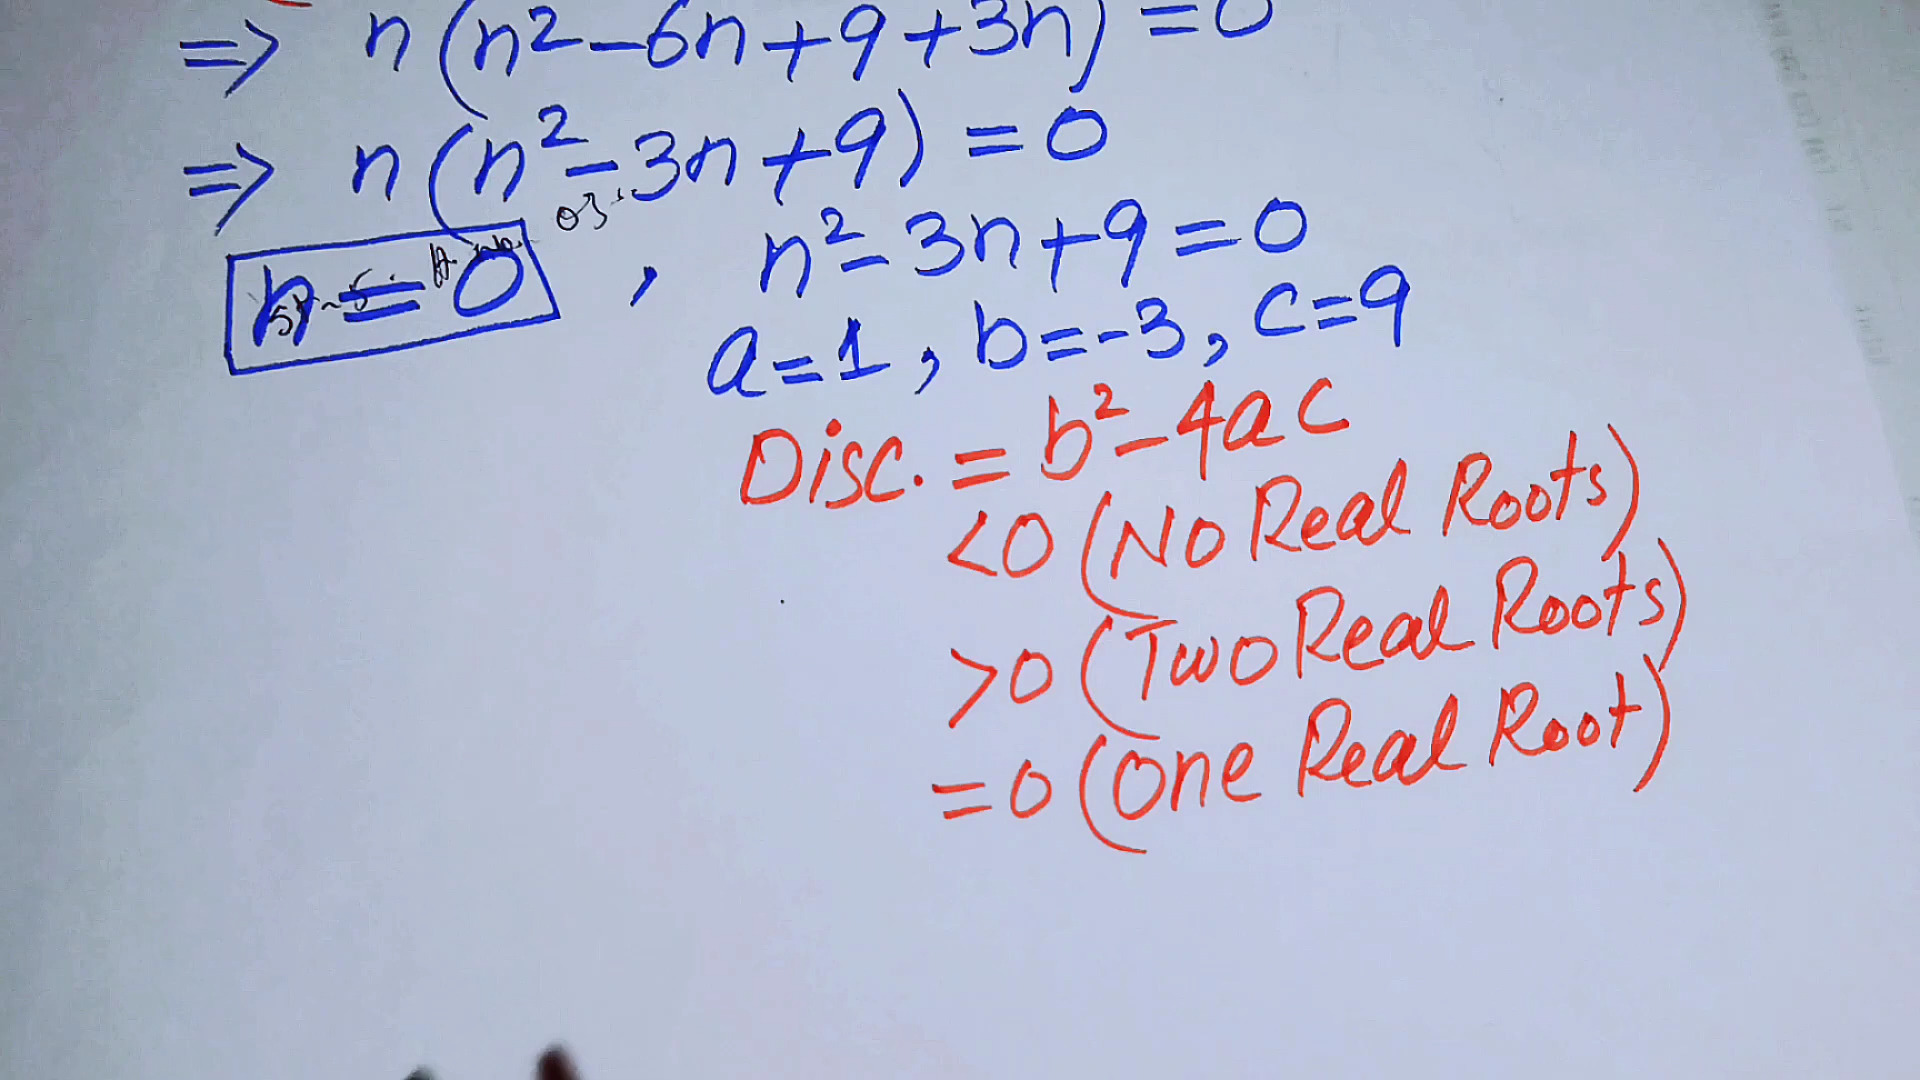 => n(n²-6n+9+3n)=0
=> n(n²-3n+9)=0
n=0 , n²-3n+9=0
a=1, b=-3, c=9
Disc. = b²-4ac
<0 (No Real Roots)
>0 (Two Real Roots)
=0 (One Real Root)